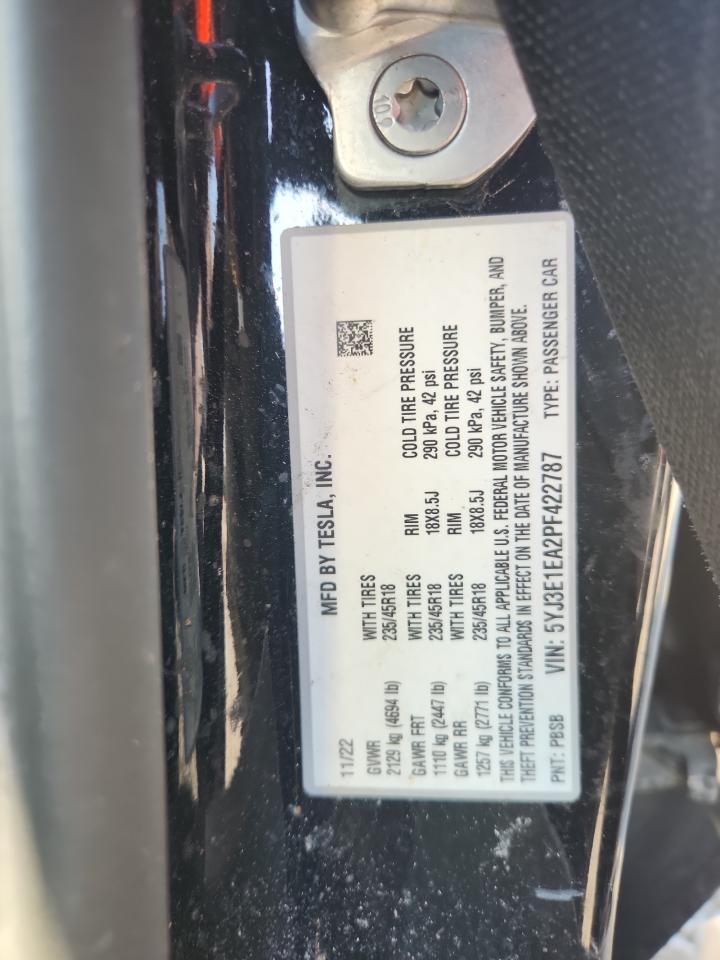 10.9
MFD BY TESLA, INC.
11/22
GVWR WITH TIRES RIM COLD TIRE PRESSURE
2129 kg (4694 lb) 235/45R18 18X8.5J 290 kPa, 42 psi
GAWR FRT WITH TIRES RIM COLD TIRE PRESSURE
1110 kg (2447 lb) 235/45R18 18X8.5J 290 kPa, 42 psi
GAWR RR
1257 kg (2771 lb)
THIS VEHICLE CONFORMS TO ALL APPLICABLE U.S. FEDERAL MOTOR VEHICLE SAFETY, BUMPER, AND
THEFT PREVENTION STANDARDS IN EFFECT ON THE DATE OF MANUFACTURE SHOWN ABOVE.
PNT: PBSB VIN: 5YJ3E1EA2PF422787 TYPE: PASSENGER CAR